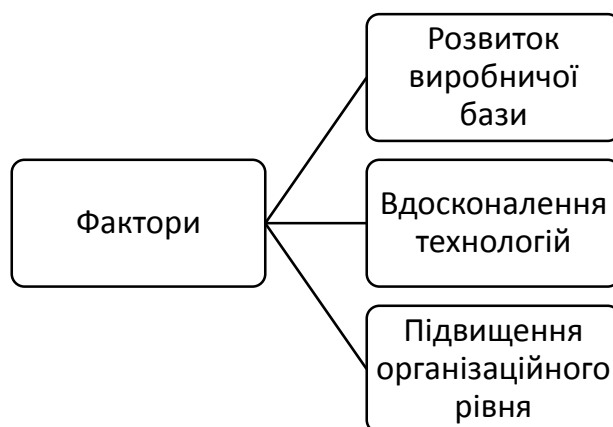 Фактори
Розвиток
виробничої
бази
Вдосконалення
технологій
Підвищення
організаційного
рівня